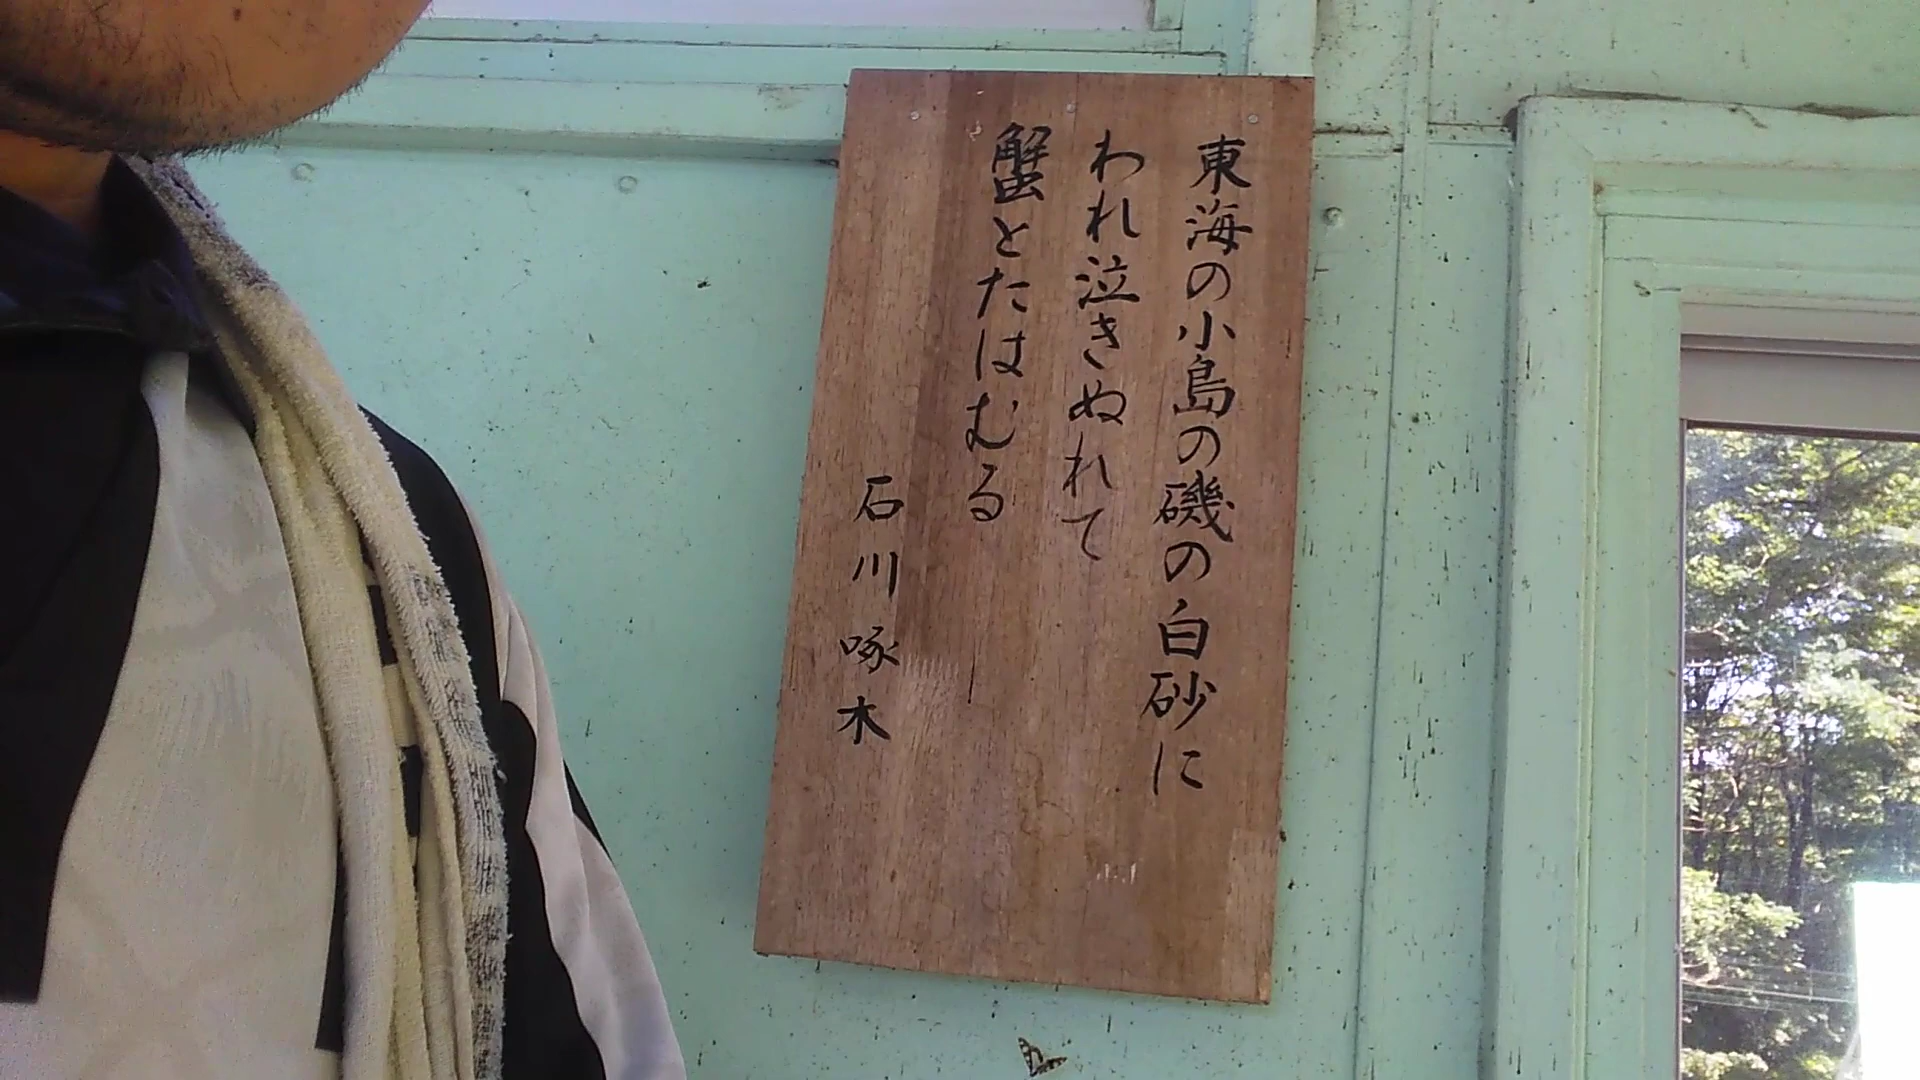 東海の小島の磯の白砂に
われ泣きぬれて
蟹とたはむる
石川啄木